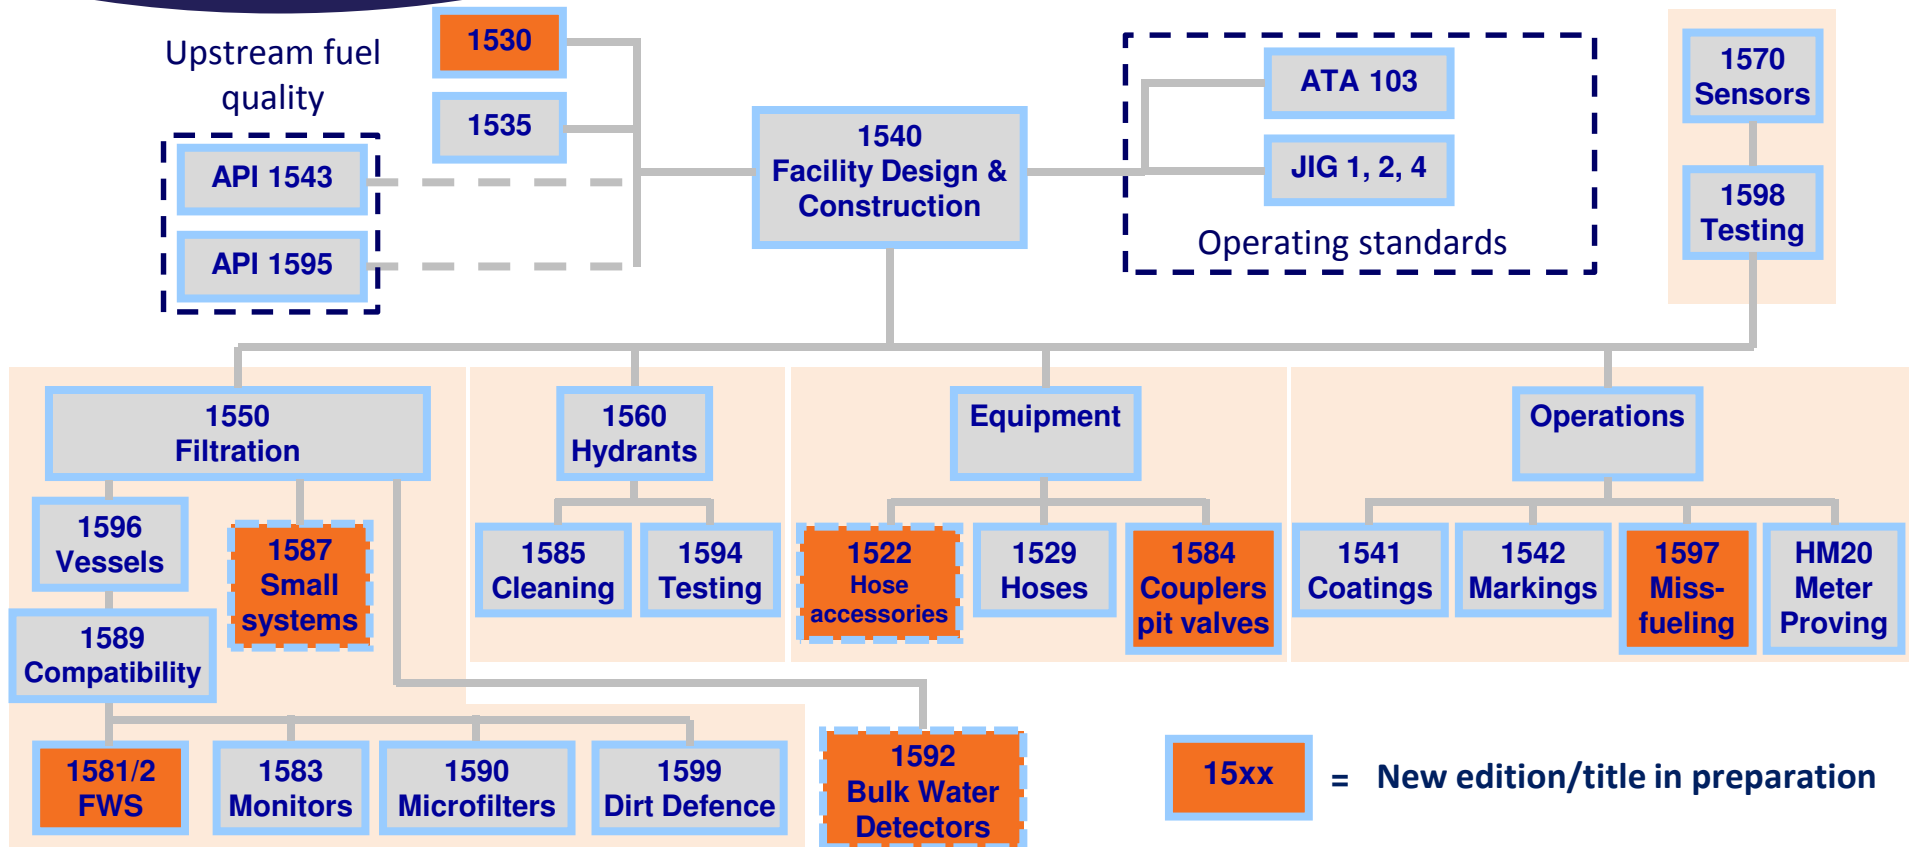 Upstream fuel
quality
1530
1535
API 1543
API 1595
1540
Facility Design &
Construction
ATA 103
JIG 1, 2, 4
Operating standards
1570
Sensors
1598
Testing
1550
Filtration
1560
Hydrants
Equipment
Operations
1596
Vessels
1587
Small
systems
1589
Compatibility
1585
Cleaning
1594
Testing
1522
Hose
accessories
1529
Hoses
1584
Couplers
pit valves
1541
Coatings
1542
Markings
1597
Miss-
fueling
HM20
Meter
Proving
1581/2
FWS
1583
Monitors
1590
Microfilters
1599
Dirt Defence
1592
Bulk Water
Detectors
15xx
= New edition/title in preparation